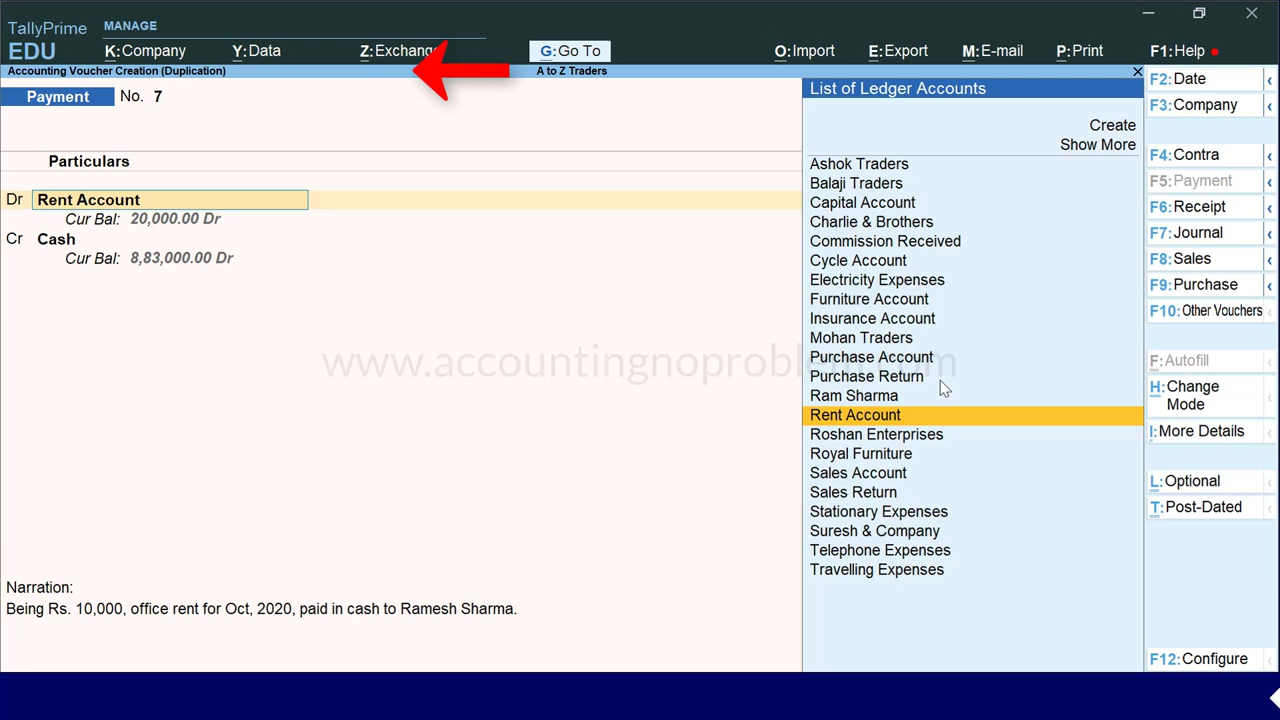 TallyPrime
MANAGE
EDU
K:Company
Y:Data
Z:Exchang
G:Go To
O:Import
E:Export
M:E-mail
P:Print
F1:Help
Accounting Voucher Creation (Duplication)
A to Z Traders
Payment No. 7
Particulars
Dr Rent Account
Cur Bal: 20,000.00 Dr
Cr Cash
Cur Bal: 8,83,000.00 Dr
www.accountingnoproblem.com
Narration:
Being Rs. 10,000, office rent for Oct, 2020, paid in cash to Ramesh Sharma.
List of Ledger Accounts
Create
Show More
Ashok Traders
Balaji Traders
Capital Account
Charlie & Brothers
Commission Received
Cycle Account
Electricity Expenses
Furniture Account
Insurance Account
Mohan Traders
Purchase Account
Purchase Return
Ram Sharma
Rent Account
Roshan Enterprises
Royal Furniture
Sales Account
Sales Return
Stationary Expenses
Suresh & Company
Telephone Expenses
Travelling Expenses
F2:Date
F3:Company
F4:Contra
F5:Payment
F6:Receipt
F7:Journal
F8:Sales
F9:Purchase
F10:Other Vouchers
F:Autofill
H:Change
Mode
I:More Details
L:Optional
T:Post-Dated
F12:Configure